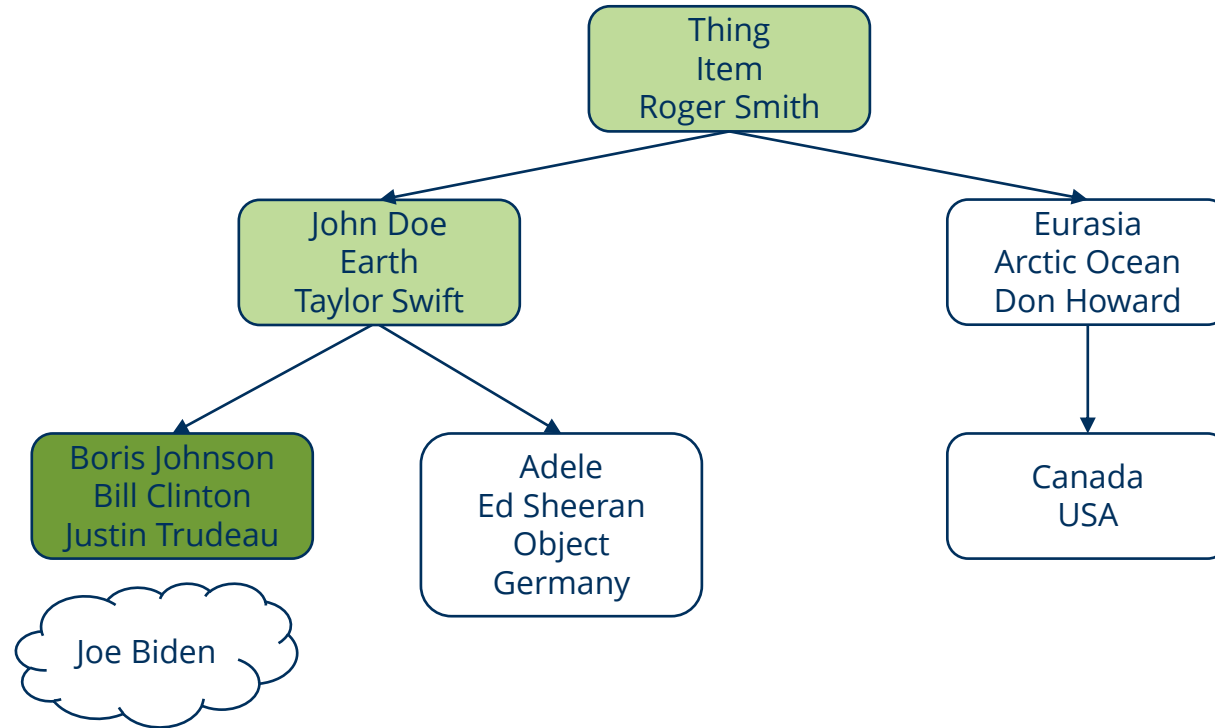 Thing
Item
Roger Smith
John Doe
Earth
Taylor Swift
Eurasia
Arctic Ocean
Don Howard
Boris Johnson
Bill Clinton
Justin Trudeau
Adele
Ed Sheeran
Object
Germany
Canada
USA
Joe Biden